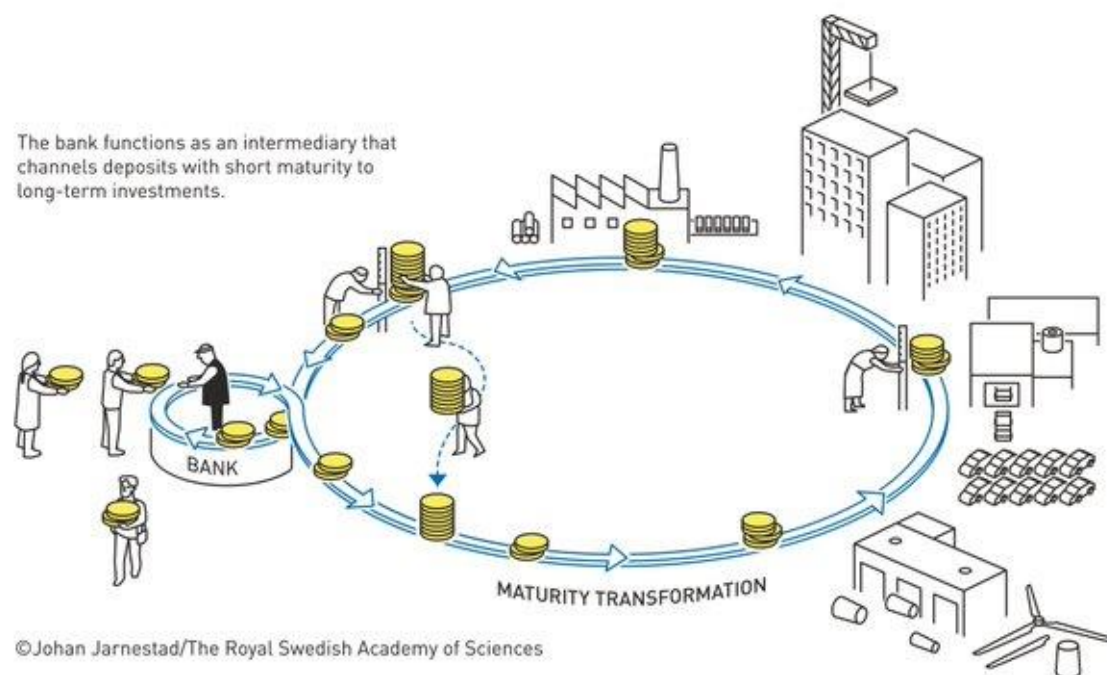 The bank functions as an intermediary that
channels deposits with short maturity to
long-term investments.
BANK
MATURITY TRANSFORMATION
©Johan Jarnestad/The Royal Swedish Academy of Sciences